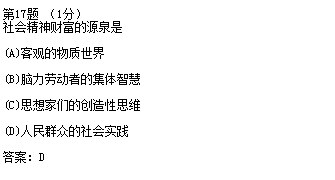 第17题 （1分）
社会精神财富的源泉是
(A)客观的物质世界
(B)脑力劳动者的集体智慧
(C)思想家们的创造性思维
(D)人民群众的社会实践
答案：D